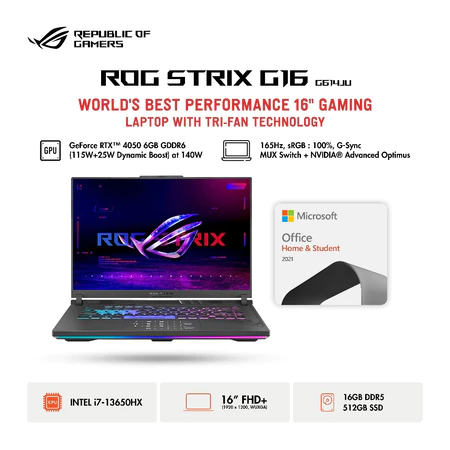 REPUBLIC OF
GAMERS
ROG STRIX G16 G614JU
WORLD'S BEST PERFORMANCE 16" GAMING
LAPTOP WITH TRI-FAN TECHNOLOGY
GPU
GeForce RTX™ 4050 6GB GDDR6
(115W+25W Dynamic Boost) at 140W
165Hz, sRGB : 100%, G-Sync
MUX Switch + NVIDIA® Advanced Optimus
ROG STRIX
Microsoft
Office
Home & Student
2021
CPU
INTEL i7-13650HX
16” FHD+
(1920 x 1200, WUXGA)
16GB DDR5
512GB SSD